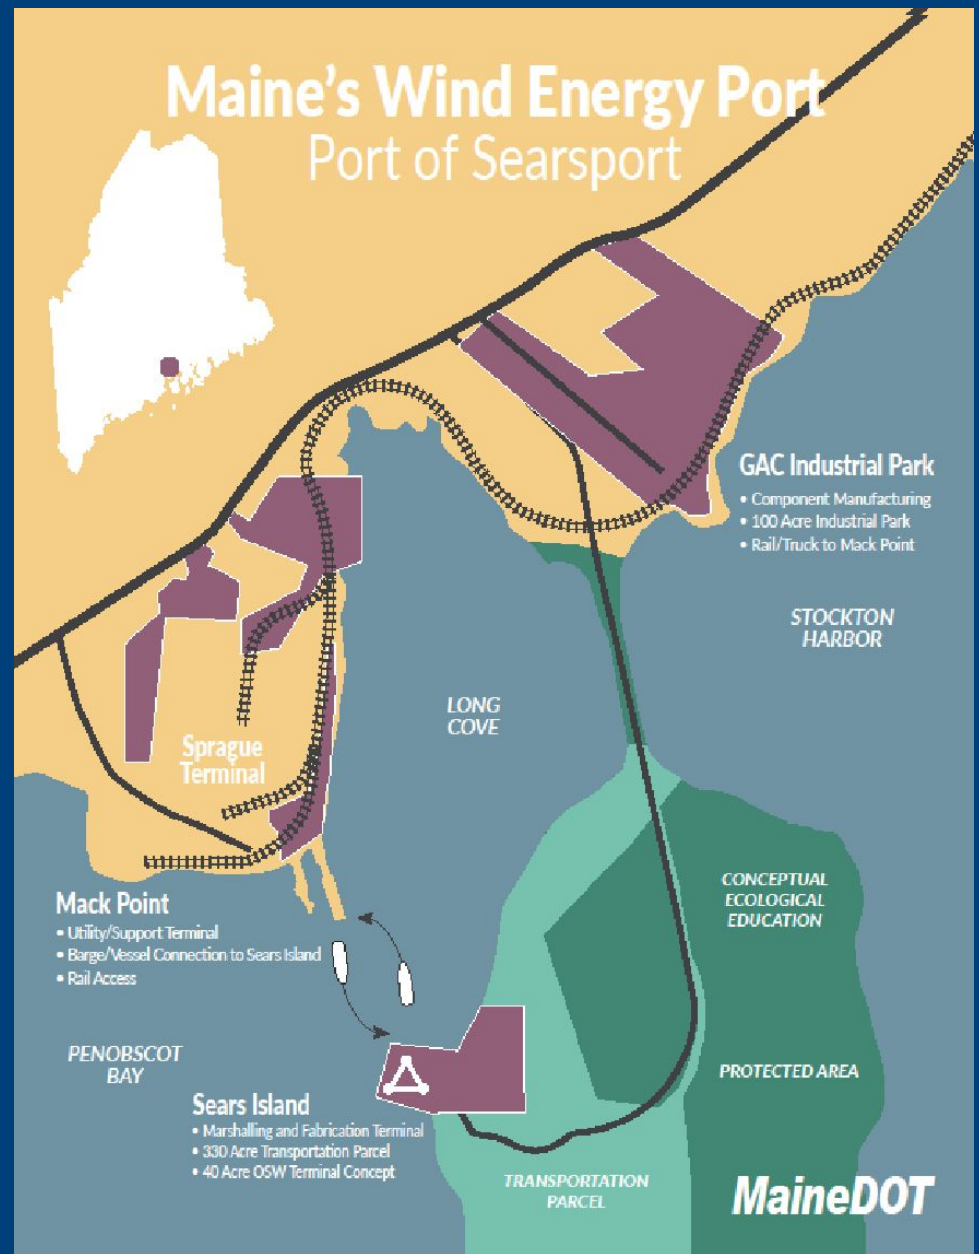 Maine's Wind Energy Port
Port of Searsport
GAC Industrial Park
• Component Manufacturing
• 100 Acre Industrial Park
• Rail/Truck to Mack Point
STOCKTON
HARBOR
LONG
COVE
Sprague
Terminal
Mack Point
• Utility/Support Terminal
• Barge/Vessel Connection to Sears Island
• Rail Access
CONCEPTUAL
ECOLOGICAL
EDUCATION
PENOBSCOT
BAY
PROTECTED AREA
Sears Island
• Marshalling and Fabrication Terminal
• 330 Acre Transportation Parcel
• 40 Acre OSW Terminal Concept
TRANSPORTATION
PARCEL
MaineDOT